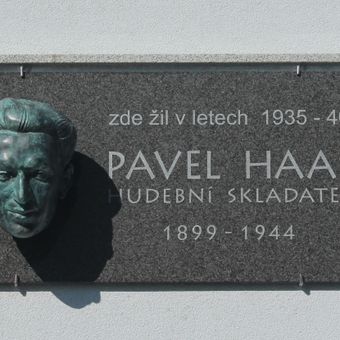 zde žil v letech 1935 - 40
PAVEL HAA
HUDEBNÍ SKLADATE
1899 - 1944